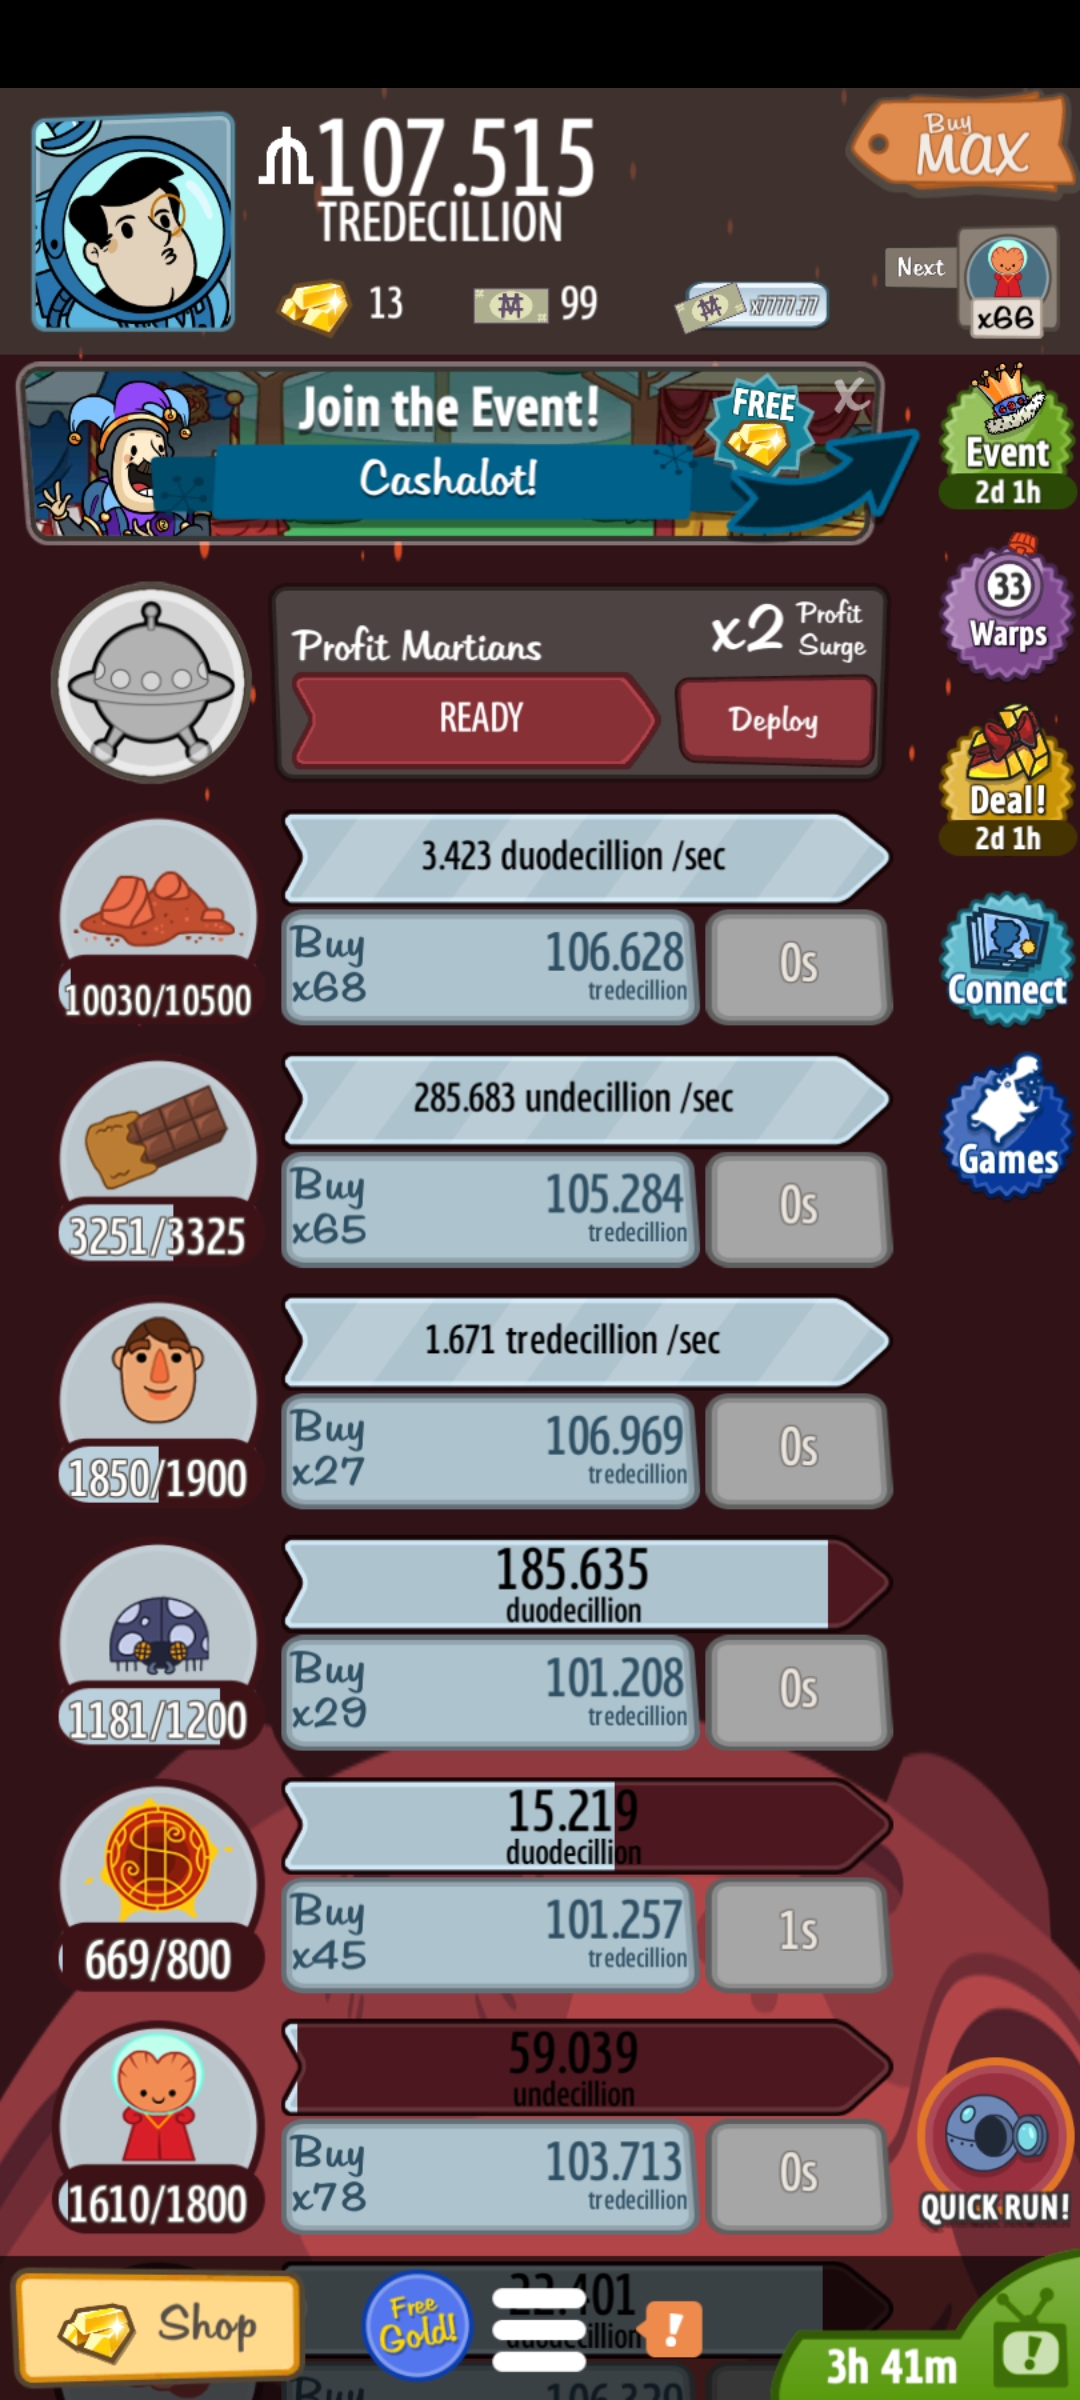 107.515
TREDECILLION
Buy
MAX
13
99
x7777.77
Next
x66
Join the Event!
Cashalot!
FREE
X
Event
2d 1h
33
Warps
Profit Martians
x2 Profit
Surge
READY
Deploy
Deal!
2d 1h
3.423 duodecillion /sec
10030/10500
Buy
x68
106.628
tredecillion
0s
Connect
285.683 undecillion /sec
3251/3325
Buy
x65
105.284
tredecillion
0s
Games
1.671 tredecillion /sec
1850/1900
Buy
x27
106.969
tredecillion
0s
185.635
duodecillion
1181/1200
Buy
x29
101.208
tredecillion
0s
15.219
duodecillion
669/800
Buy
x45
101.257
tredecillion
1s
59.039
undecillion
1610/1800
Buy
x78
103.713
tredecillion
0s
QUICK RUN!
Shop
Free
Gold!
!
3h 41m
!
Buy